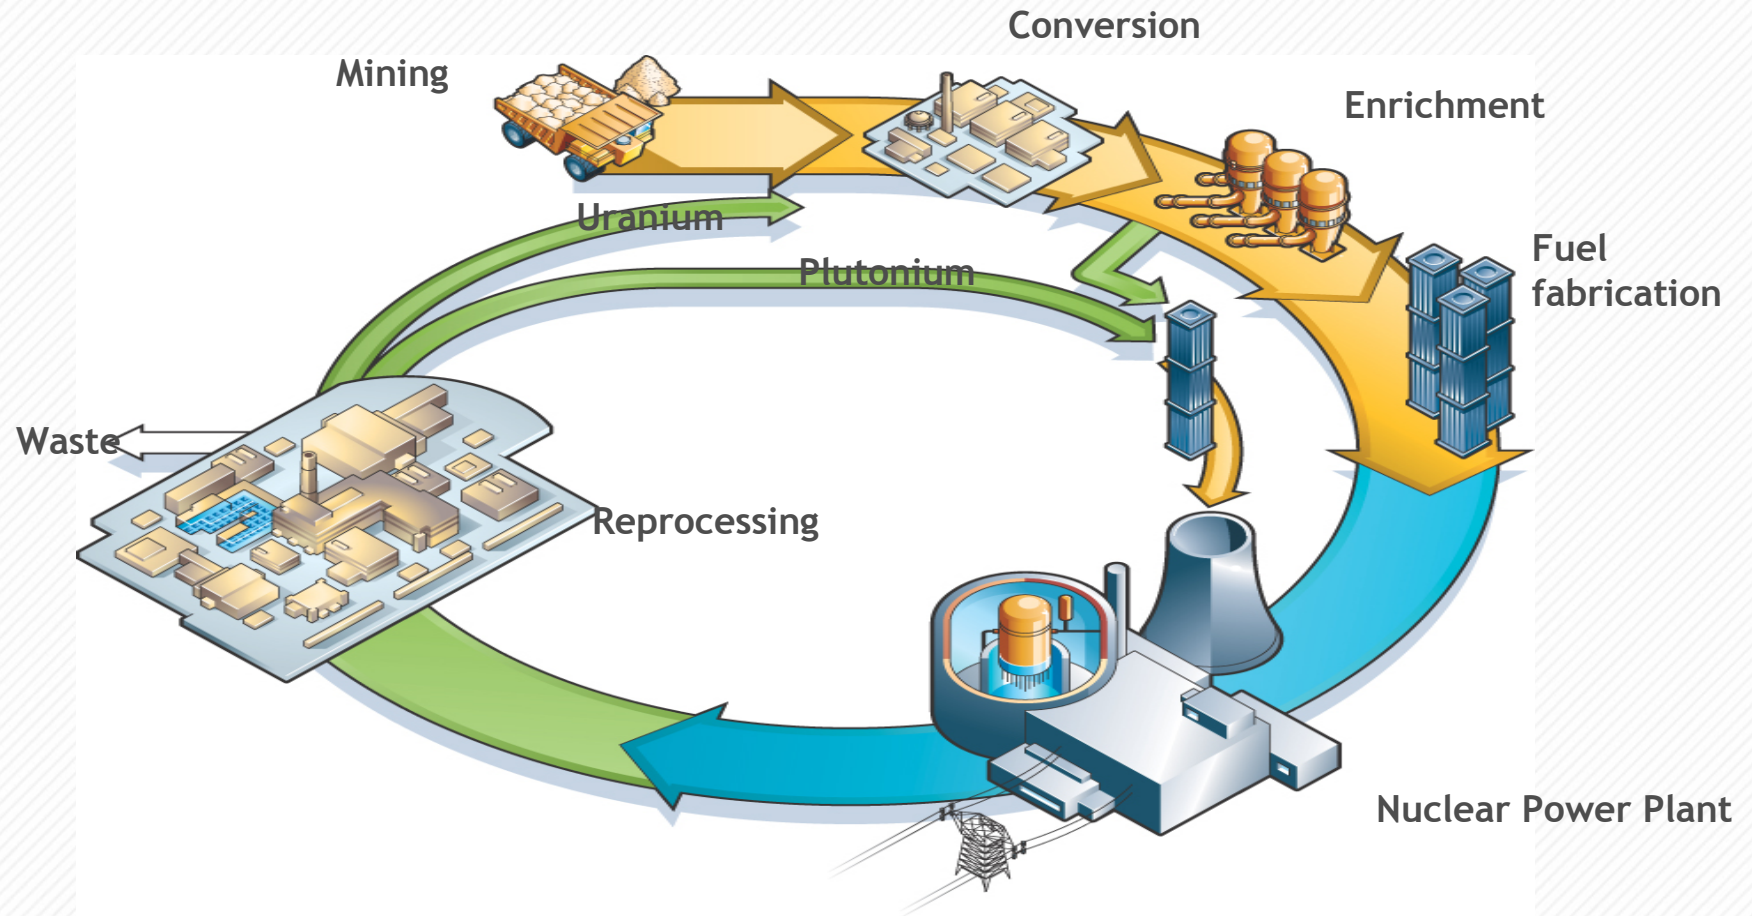 Conversion
Mining
Enrichment
Uranium
Fuel
fabrication
Plutonium
Waste
Reprocessing
Nuclear Power Plant